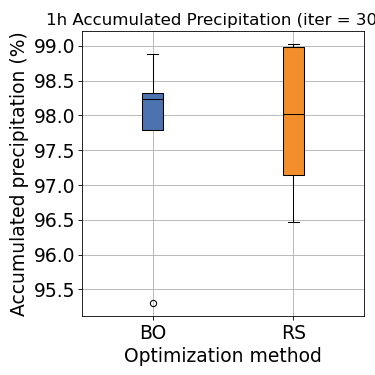 1h Accumulated Precipitation (iter = 30
Accumulated precipitation (%)
99.0
98.5
98.0
97.5
97.0
96.5
96.0
95.5
BO
RS
Optimization method